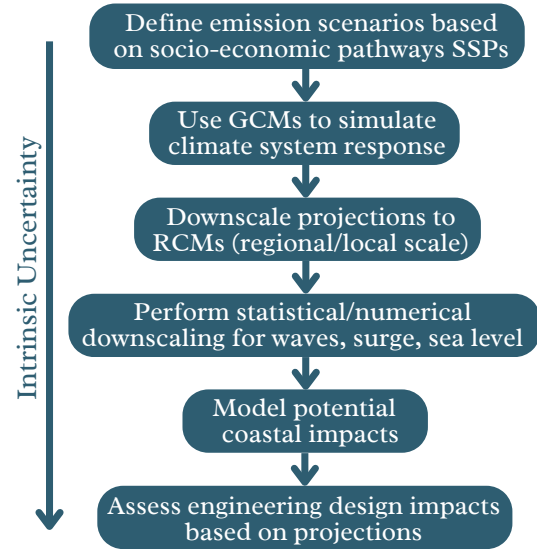 Define emission scenarios based
on socio-economic pathways SSPs
Use GCMs to simulate
climate system response
Downscale projections to
RCMs (regional/local scale)
Perform statistical/numerical
downscaling for waves, surge, sea level
Model potential
coastal impacts
Assess engineering design impacts
based on projections
Intrinsic Uncertainty